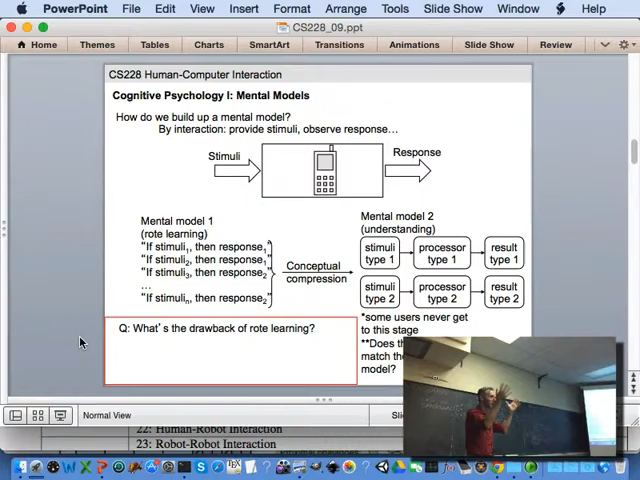 PowerPoint File Edit View Insert Format Arrange Tools Slide Show Window Help
CS228_09.ppt
Home Themes Tables Charts SmartArt Transitions Animations Slide Show Review
CS228 Human-Computer Interaction
Cognitive Psychology I: Mental Models
How do we build up a mental model?
By interaction: provide stimuli, observe response…
Stimuli
Response
Mental model 1
(rote learning)
"If stimuli1, then response1"
"If stimuli2, then response2"
"If stimuli3, then response2"
…
"If stimulin, then response2"
Conceptual
compression
Mental model 2
(understanding)
stimuli
type 1
processor
type 1
result
type 1
stimuli
type 2
processor
type 2
result
type 2
*some users never get
to this stage
**Does th
match the
model?
Q: What's the drawback of rote learning?
Normal View
22: Human-Robot Interaction
23: Robot-Robot Interaction